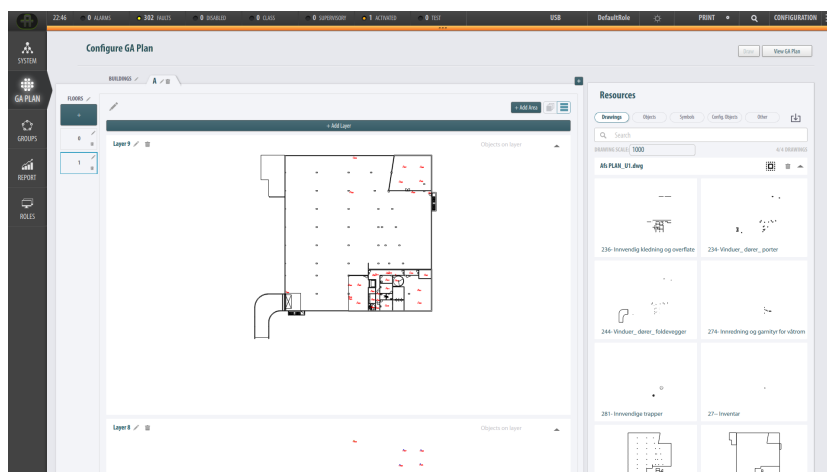 22:46 0 ALARMS 302 FAULTS 0 DISABLED 0 CLASS 0 SUPERVISORY 1 ACTIVATED 0 TEST USB DefaultRole PRINT CONFIGURATION
Configure GA Plan
View GA Plan
SYSTEM
GA PLAN
GROUPS
REPORT
ROLES
BUILDINGS
A
FLOORS
+
0
1
+ Add Area
+ Add Layer
Layer 9
Objects on layer
Layer 8
Objects on layer
Resources
Drawings Objects Symbols Config. Objects Other
Search
DRAWING SCALE: 1000
DRAWINGS
Afs PLAN_U1.dwg
236- Innvendig kledning og overflate
234- Vinduer_ dører_ porter
244- Vinduer_ dører_ foldevegger
274- Innredning og garnityr for våtrom
281- Innvendige trapper
27-- Inventar